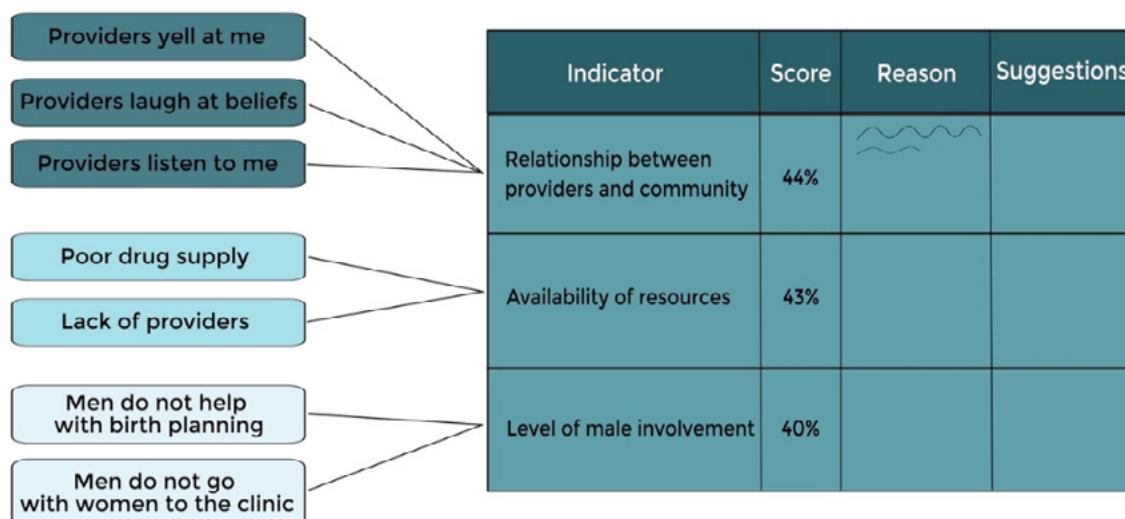 Providers yell at me
Providers laugh at beliefs
Providers listen to me
Poor drug supply
Lack of providers
Men do not help
with birth planning
Men do not go
with women to the clinic
Indicator Score Reason Suggestions
Relationship between
providers and community 44%
Availability of resources 43%
Level of male involvement 40%